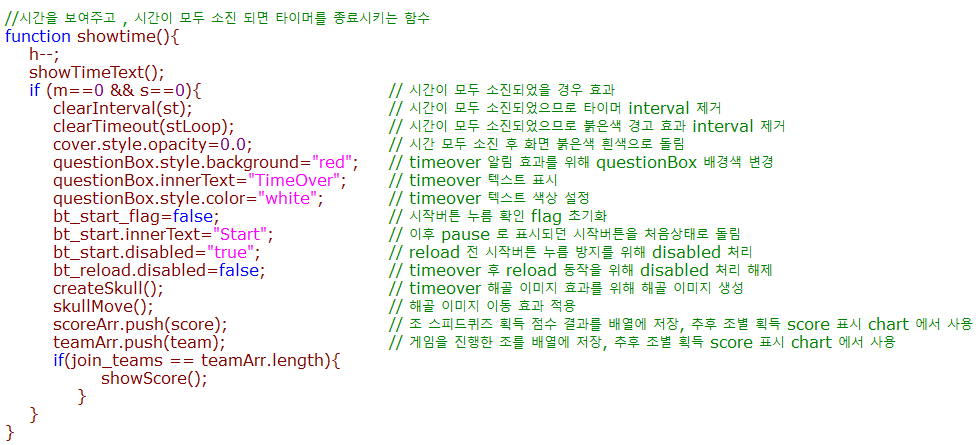 //시간을 보여주고 , 시간이 모두 소진 되면 타이머를 종료시키는 함수
function showtime(){
h--;
showTimeText();
if (m==0 && s==0){ // 시간이 모두 소진되었을 경우 효과
clearInterval(st); // 시간이 모두 소진되었으므로 타이머 interval 제거
clearTimeout(stLoop); // 시간이 모두 소진되었으므로 붉은색 경고 효과 interval 제거
cover.style.opacity=0.0; // 시간 모두 소진 후 화면 붉은색 흰색으로 돌림
questionBox.style.background="red"; // timeover 알림 효과를 위해 questionBox 배경색 변경
questionBox.innerText="TimeOver"; // timeover 텍스트 표시
questionBox.style.color="white"; // timeover 텍스트 색상 설정
bt_start_flag=false; // 시작버튼 누름 확인 flag 초기화
bt_start.innerText="Start"; // 이후 pause 로 표시되던 시작버튼을 처음상태로 돌림
bt_start.disabled="true"; // reload 전 시작버튼 누름 방지를 위해 disabled 처리
bt_reload.disabled=false; // timeover 후 reload 동작을 위해 disabled 처리 해제
createSkull(); // timeover 해골 이미지 효과를 위해 해골 이미지 생성
skullMove(); // 해골 이미지 이동 효과 적용
scoreArr.push(score); // 조 스피드퀴즈 획득 점수 결과를 배열에 저장, 추후 조별 획득 score 표시 chart 에서 사용
teamArr.push(team); // 게임을 진행한 조를 배열에 저장, 추후 조별 획득 score 표시 chart 에서 사용
if(join_teams == teamArr.length){
showScore();
}
}
}